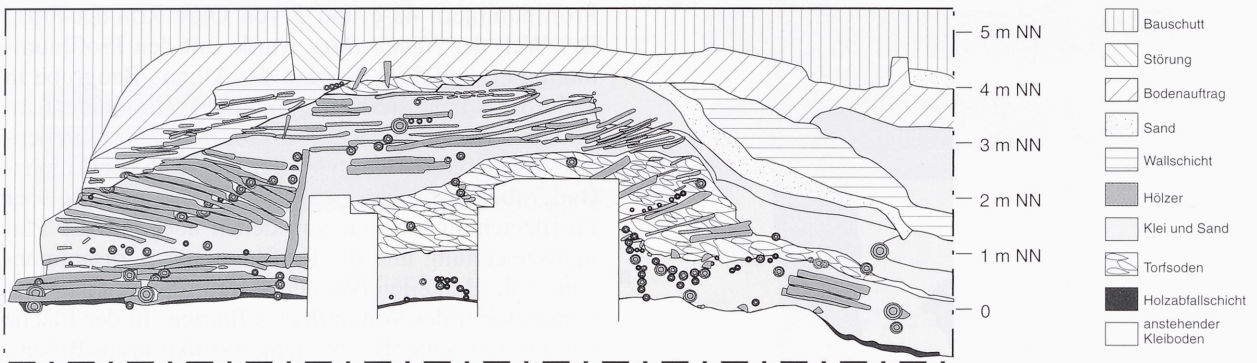 5 m NN
4 m NN
3 m NN
2 m NN
1 m NN
0
Bauschutt
Störung
Bodenauftrag
Sand
Wallschicht
Hölzer
Klei und Sand
Torfsoden
Holzabfallschicht
anstehender
Kleiboden